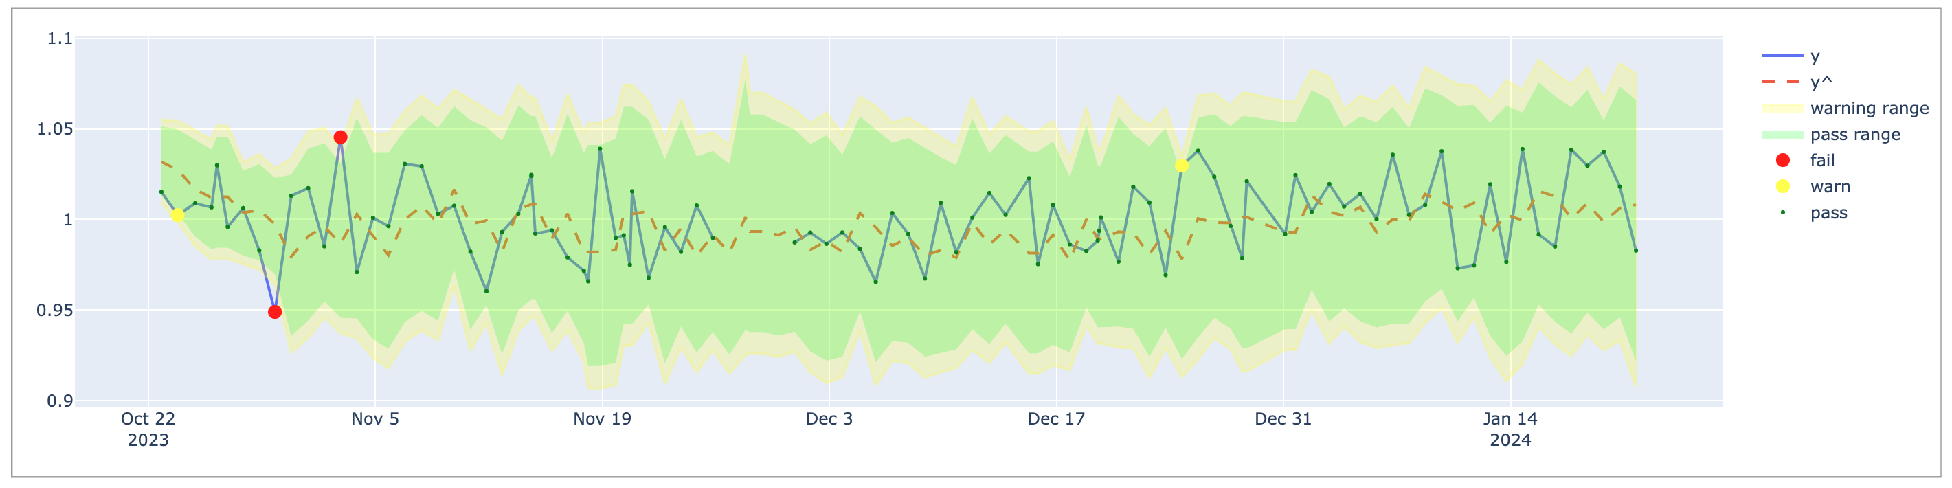 1.1
1.05
1
0.95
0.9
Oct 22
2023
Nov 5
Nov 19
Dec 3
Dec 17
Dec 31
Jan 14
2024
y
y^
warning range
pass range
fail
warn
pass